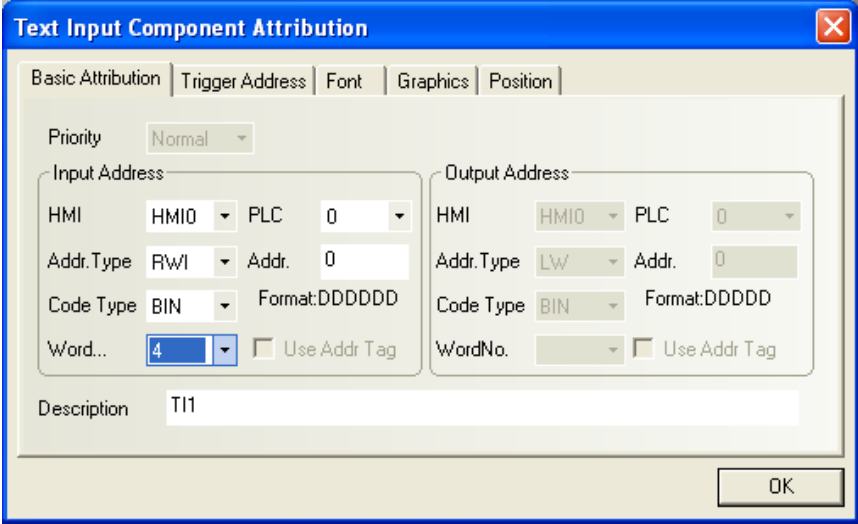 Text Input Component Attribution
Basic Attribution Trigger Address Font Graphics Position
Priority Normal
Input Address Output Address
HMI HMI0 PLC 0 HMI HMI0 PLC 0
Addr.Type RWI Addr. 0 Addr.Type LW Addr. 0
Code Type BIN Format:DDDDDD Code Type BIN Format:DDDDD
Word... 4 Use Addr Tag WordNo. Use Addr Tag
Description TI1
OK